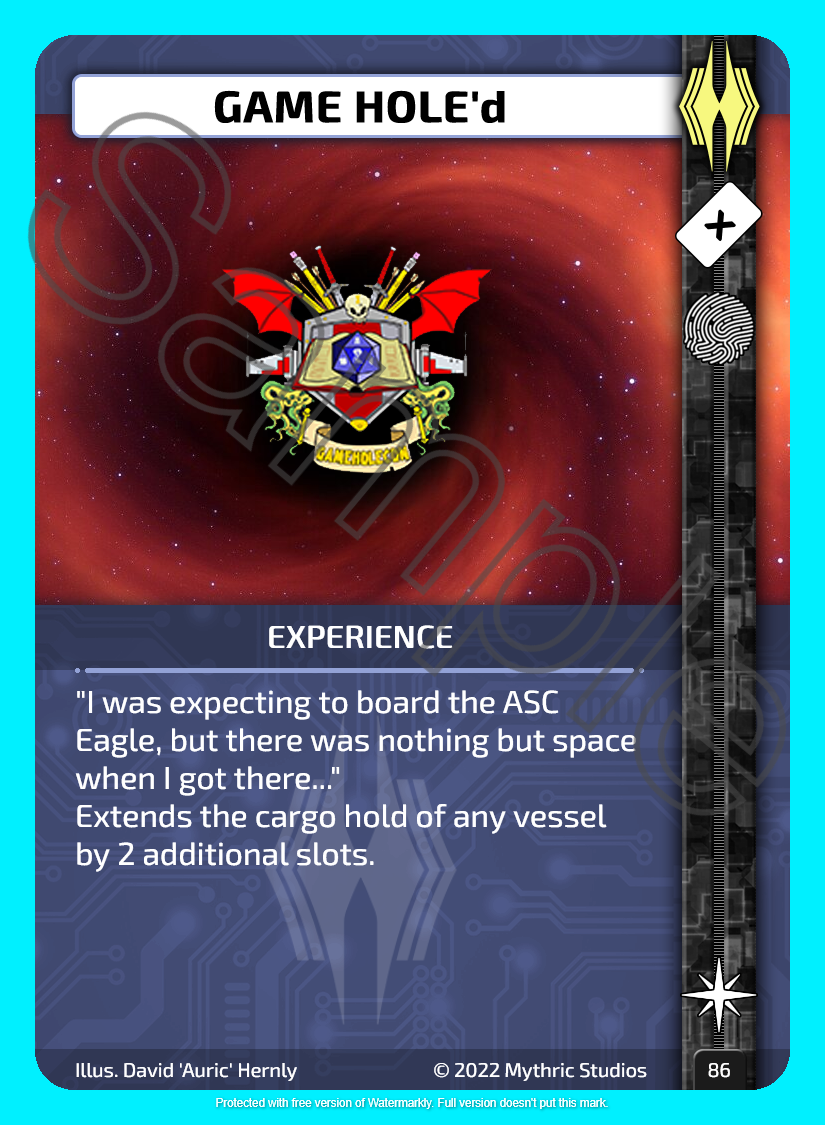 GAME HOLE'd
GAMEHOLECON
EXPERIENCE
"I was expecting to board the ASC
Eagle, but there was nothing but space
when I got there..."
Extends the cargo hold of any vessel
by 2 additional slots.
Illus. David 'Auric' Hernly
© 2022 Mythric Studios
86
Sample
Protected with free version of Watermarkly. Full version doesn't put this mark.